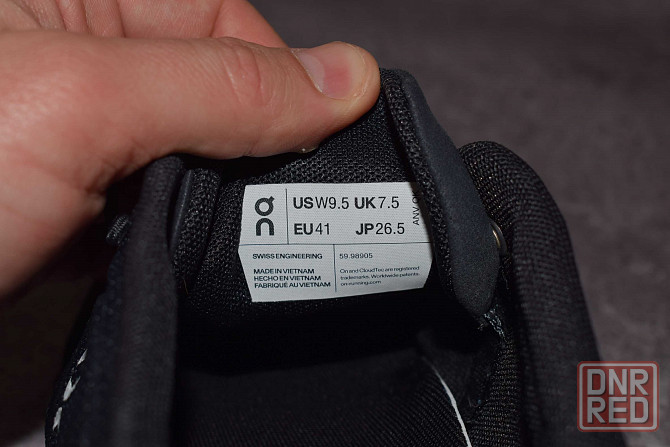 on
US W9.5 UK 7.5
EU 41 JP 26.5
SWISS ENGINEERING
59.98905
MADE IN VIETNAM
HECHO EN VIETNAM
FABRIQUÉ AU VIETNAM
On and CloudTec are registered
trademarks. Worldwide patents.
on-running.com
DNR
RED